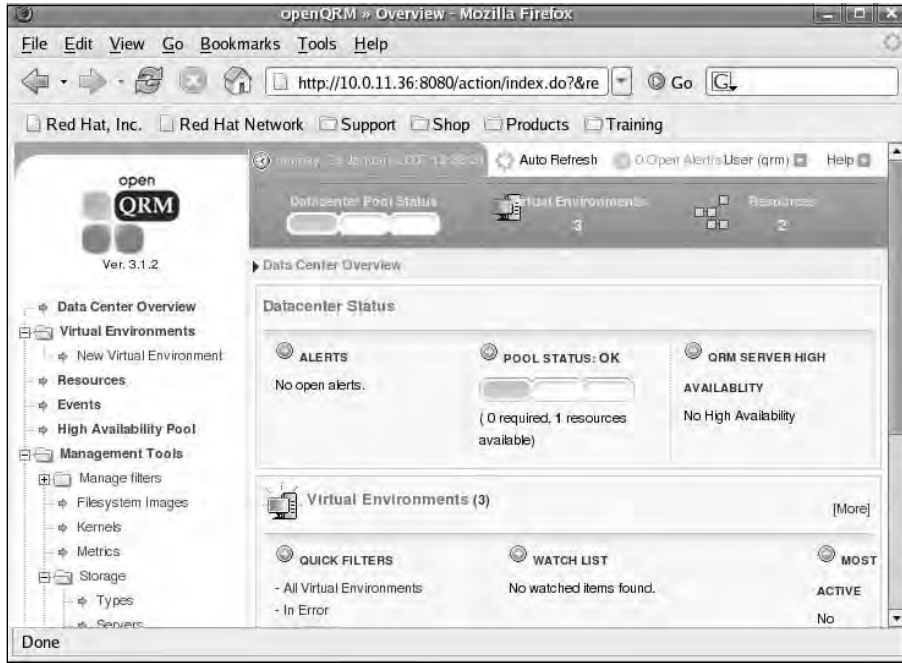 openQRM » Overview - Mozilla Firefox
File Edit View Go Bookmarks Tools Help
http://10.0.11.36:8080/action/index.do?&re
Go
G
Red Hat, Inc. Red Hat Network Support Shop Products Training
Auto Refresh 0 Open Alerts User (qrm) Help
open
QRM
Ver. 3.1.2
Datacenter Pool Status
Virtual Environments
3
Resources
2
Data Center Overview
Data Center Overview
Virtual Environments
New Virtual Environment
Resources
Events
High Availability Pool
Management Tools
Manage filters
Filesystem Images
Kernels
Metrics
Storage
Types
Servers
Datacenter Status
ALERTS
No open alerts.
POOL STATUS: OK
( 0 required, 1 resources
available)
QRM SERVER HIGH
AVAILABLITY
No High Availability
Virtual Environments (3)
[More]
QUICK FILTERS
- All Virtual Environments
- In Error
WATCH LIST
No watched items found.
MOST
ACTIVE
No
Done